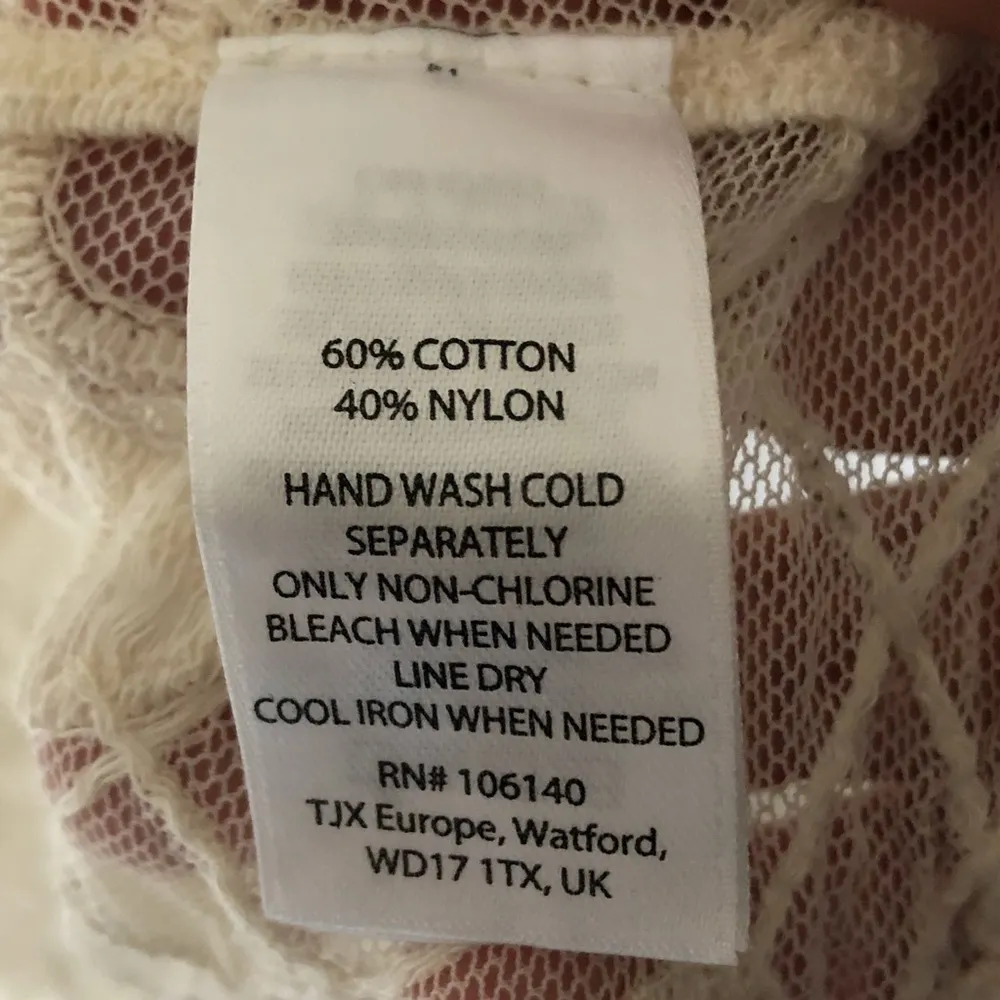 60% COTTON
40% NYLON
HAND WASH COLD
SEPARATELY
ONLY NON-CHLORINE
BLEACH WHEN NEEDED
LINE DRY
COOL IRON WHEN NEEDED
RN# 106140
TJX Europe, Watford,
WD17 1TX, UK